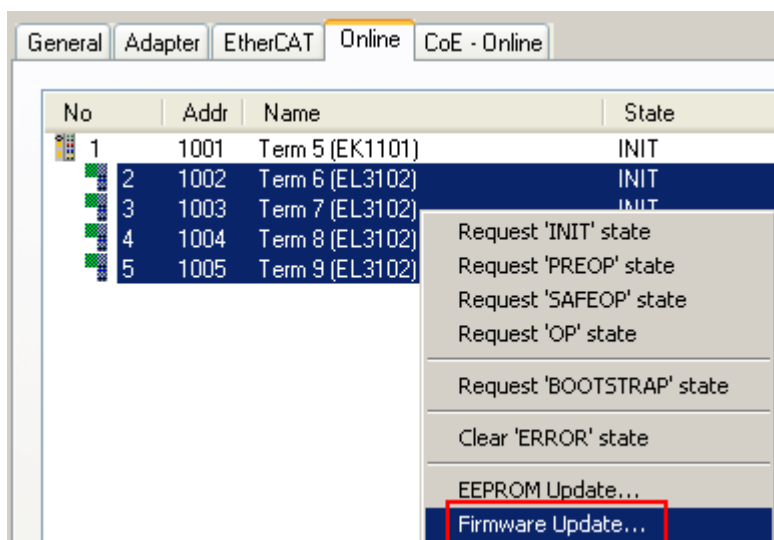 General Adapter EtherCAT Online CoE - Online
No Addr Name State
1 1001 Term 5 (EK1101) INIT
2 1002 Term 6 (EL3102) INIT
3 1003 Term 7 (EL3102) INIT
4 1004 Term 8 (EL3102)
5 1005 Term 9 (EL3102)
Request 'INIT' state
Request 'PREOP' state
Request 'SAFEOP' state
Request 'OP' state
Request 'BOOTSTRAP' state
Clear 'ERROR' state
EEPROM Update...
Firmware Update...